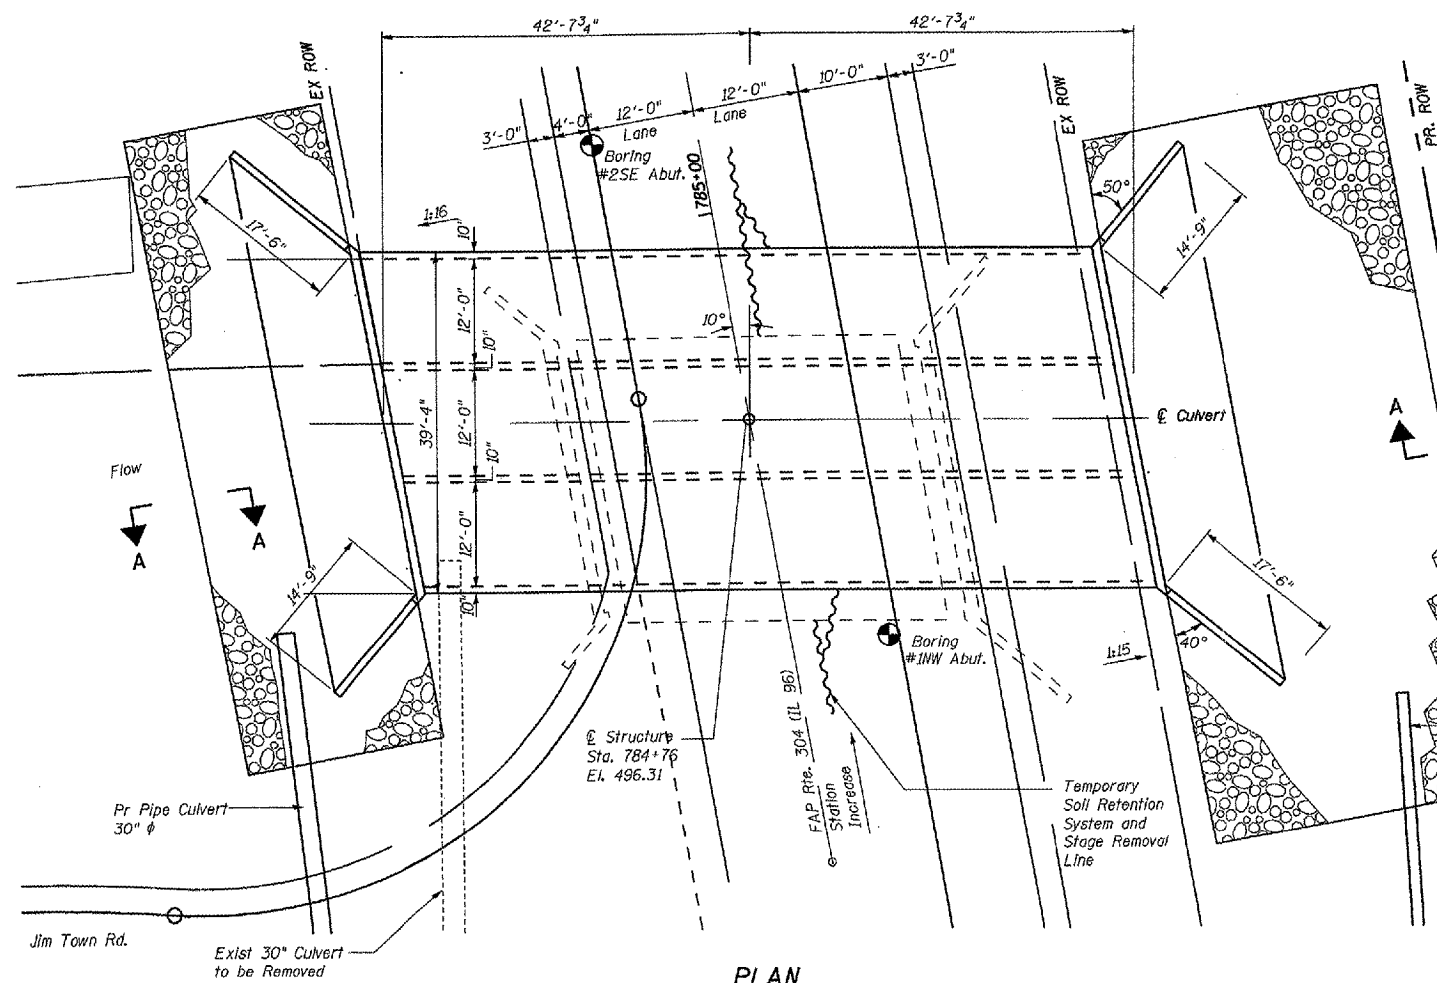 42'-7 3/4"
42'-7 3/4"
EX ROW
3'-0"
4'-0"
12'-0"
Lane
12'-0"
Lane
10'-0"
3'-0"
EX ROW
PR. ROW
Boring
#2SE Abut.
1785+00
50°
17'-6"
14'-9"
1:16
10"
12'-0"
10"
10°
39'-4"
12'-0"
10"
℄ Culvert
A
Flow
A
A
12'-0"
14'-9"
10"
17'-6"
40°
1:15
Boring
#1NW Abut.
℄ Structure
Sta. 784+76
El. 496.31
FAP Rte. 304 (IL 96)
Station
Increase
Temporary
Soil Retention
System and
Stage Removal
Line
Pr Pipe Culvert
30" ϕ
Jim Town Rd.
Exist 30" Culvert
to be Removed
PLAN